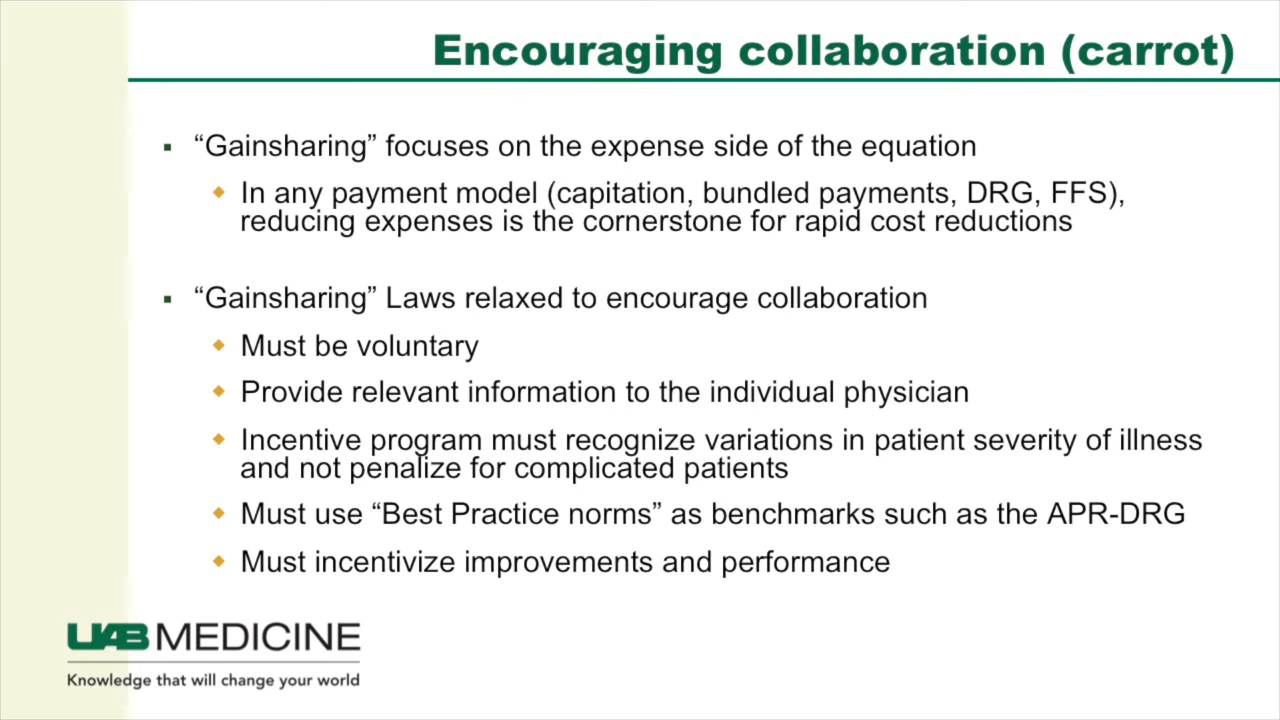 Encouraging collaboration (carrot)
“Gainsharing” focuses on the expense side of the equation
In any payment model (capitation, bundled payments, DRG, FFS),
reducing expenses is the cornerstone for rapid cost reductions
“Gainsharing” Laws relaxed to encourage collaboration
Must be voluntary
Provide relevant information to the individual physician
Incentive program must recognize variations in patient severity of illness
and not penalize for complicated patients
Must use “Best Practice norms” as benchmarks such as the APR-DRG
Must incentivize improvements and performance
UAB MEDICINE
Knowledge that will change your world